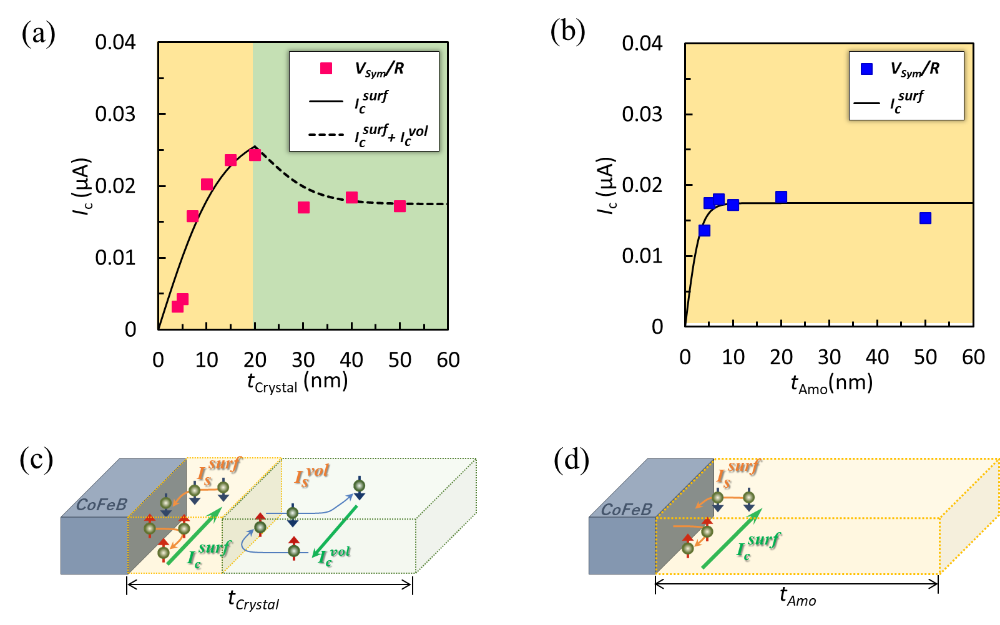 (a)
0.04
0.03
0.02
0.01
0
I_c (μA)
V_Sym/R
I_c^surf
I_c^surf + I_c^vol
0 10 20 30 40 50 60
t_Crystal (nm)
(b)
0.04
0.03
0.02
0.01
0
I_c (μA)
V_Sym/R
I_c^surf
0 10 20 30 40 50 60
t_Amo(nm)
(c)
CoFeB
I_s^surf
I_s^vol
I_c^surf
I_c^vol
t_Crystal
(d)
CoFeB
I_s^surf
I_c^surf
t_Amo